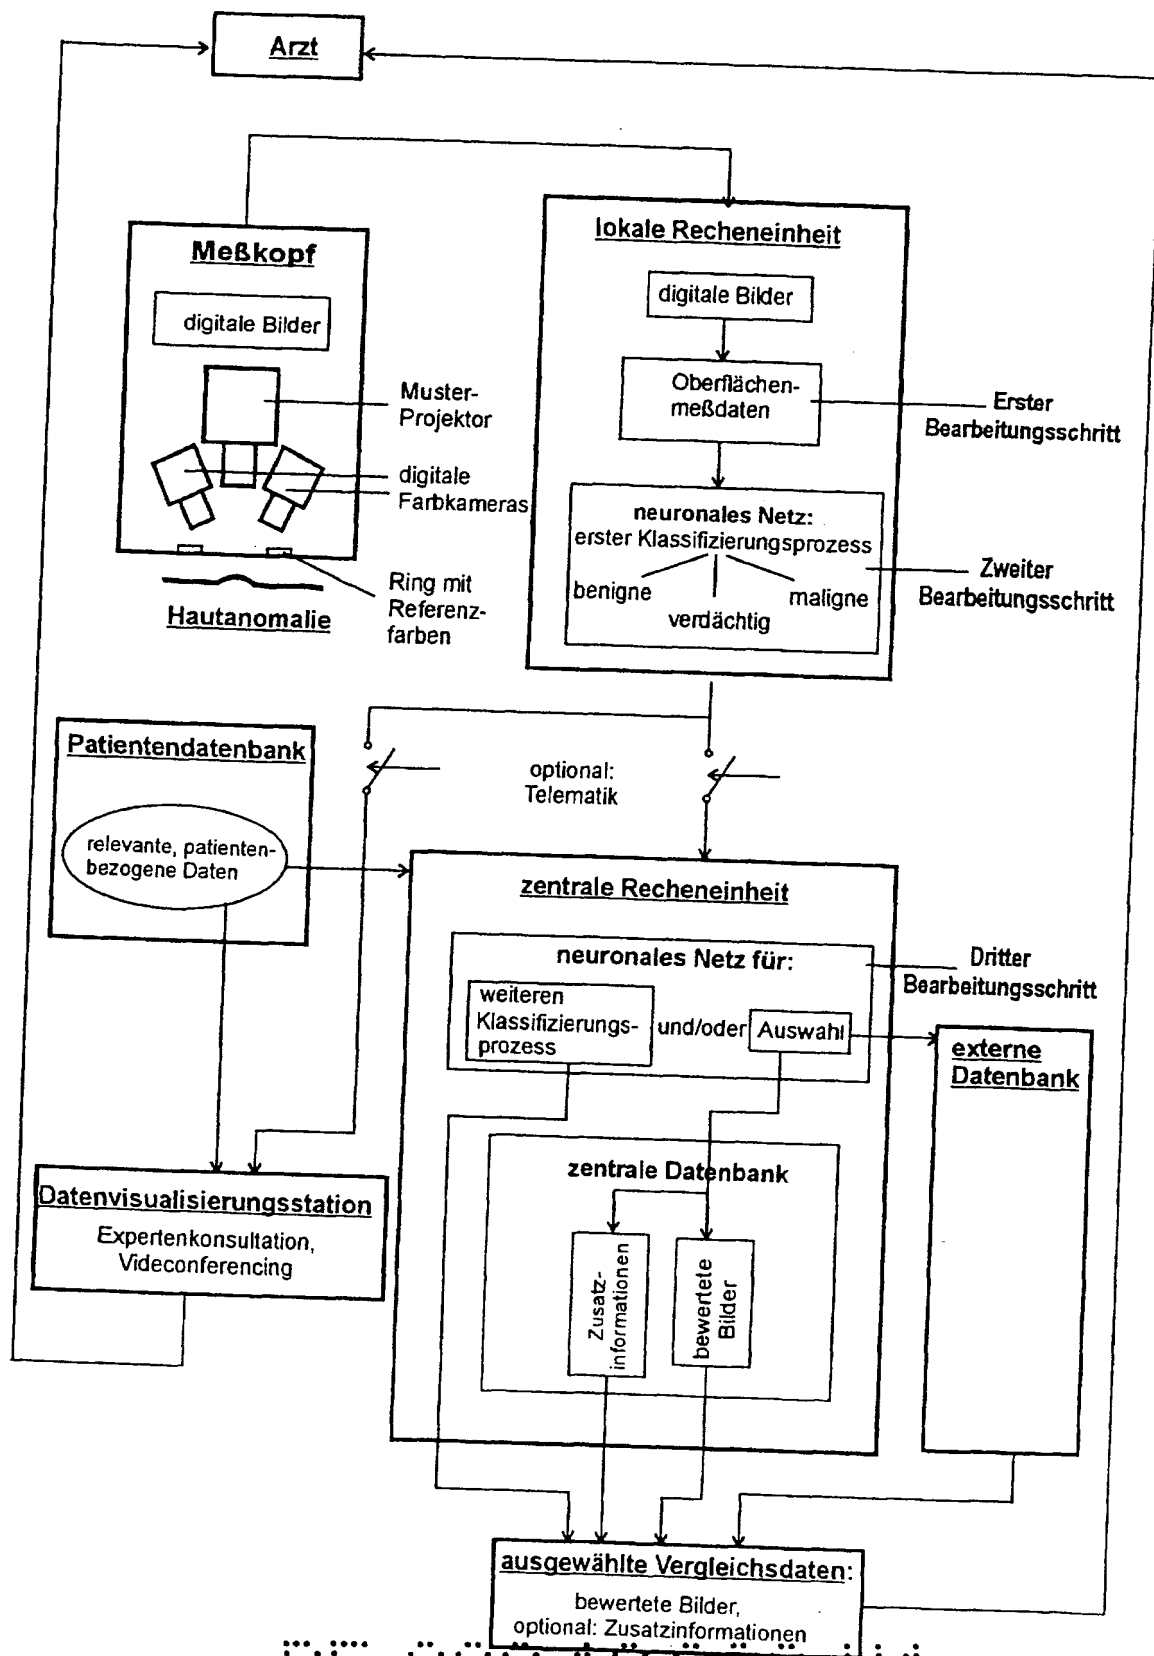 Arzt
Meßkopf
digitale Bilder
Muster-
Projektor
digitale
Farbkameras
Ring mit
Referenz-
farben
Hautanomalie
lokale Recheneinheit
digitale Bilder
Oberflächen-
meßdaten
Erster
Bearbeitungsschritt
neuronales Netz:
erster Klassifizierungsprozess
benigne
verdächtig
maligne
Zweiter
Bearbeitungsschritt
Patientendatenbank
relevante, patienten-
bezogene Daten
optional:
Telematik
zentrale Recheneinheit
neuronales Netz für:
weiteren
Klassifizierungs-
prozess
und/oder
Auswahl
Dritter
Bearbeitungsschritt
externe
Datenbank
zentrale Datenbank
Zusatz-
informationen
bewertete
Bilder
Datenvisualisierungsstation
Expertenkonsultation,
Videconferencing
ausgewählte Vergleichsdaten:
bewertete Bilder,
optional: Zusatzinformationen